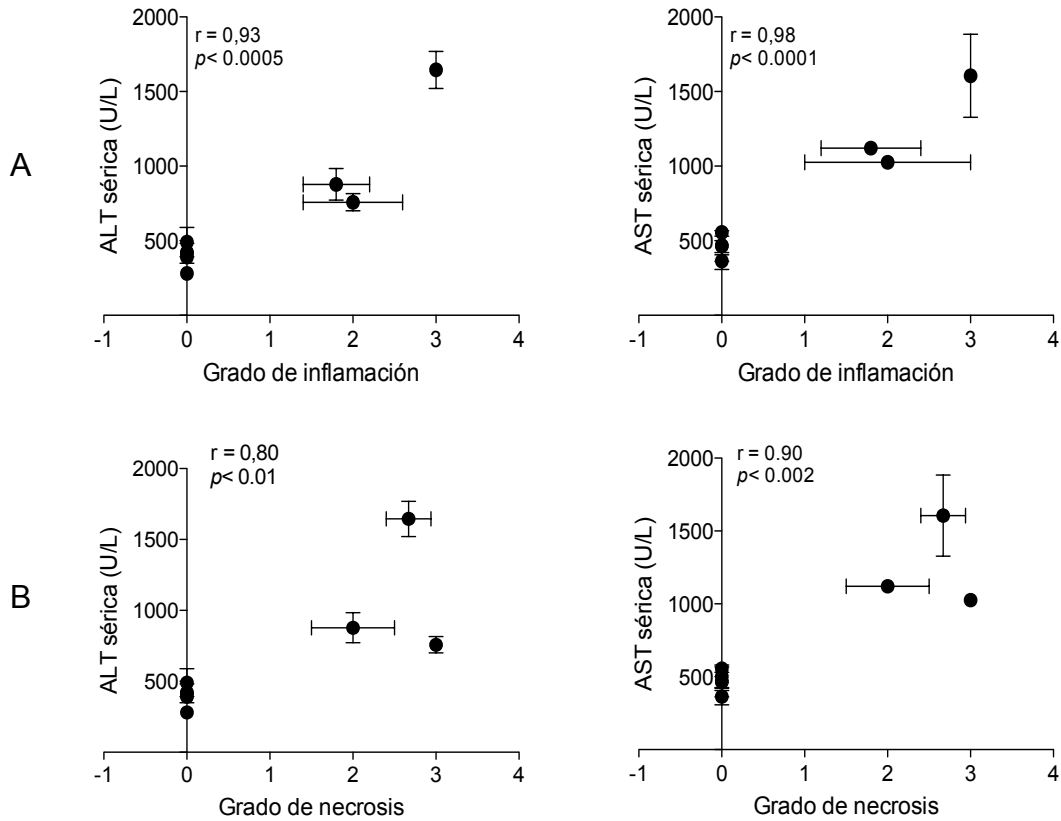 A
r = 0,93
p< 0.0005
ALT sérica (U/L)
2000
1500
1000
500
-1 0 1 2 3 4
Grado de inflamación
r = 0,98
p< 0.0001
AST sérica (U/L)
2000
1500
1000
500
-1 0 1 2 3 4
Grado de inflamación
B
r = 0,80
p< 0.01
ALT sérica (U/L)
2000
1500
1000
500
-1 0 1 2 3 4
Grado de necrosis
r = 0.90
p< 0.002
AST sérica (U/L)
2000
1500
1000
500
-1 0 1 2 3 4
Grado de necrosis